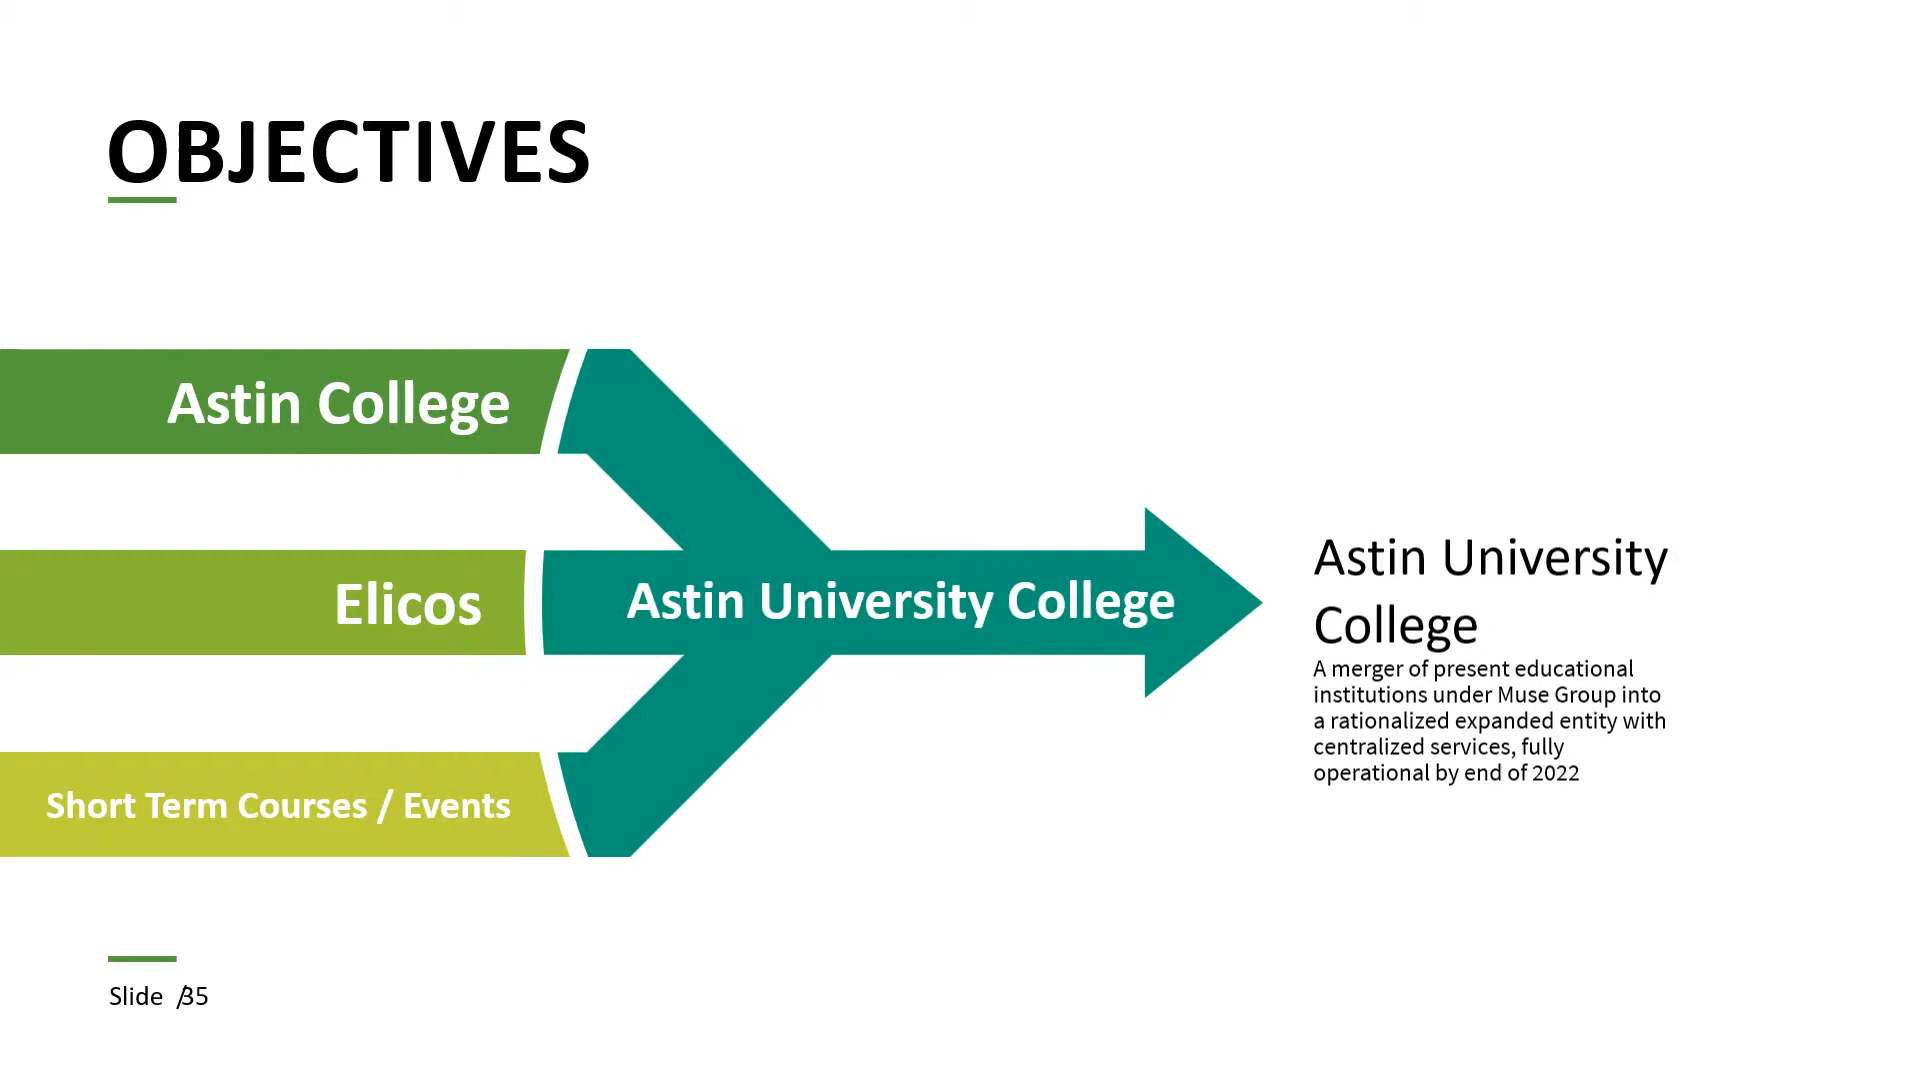 OBJECTIVES
Astin College
Elicos
Astin University College
Short Term Courses / Events
Astin University
College
A merger of present educational
institutions under Muse Group into
a rationalized expanded entity with
centralized services, fully
operational by end of 2022
Slide /35